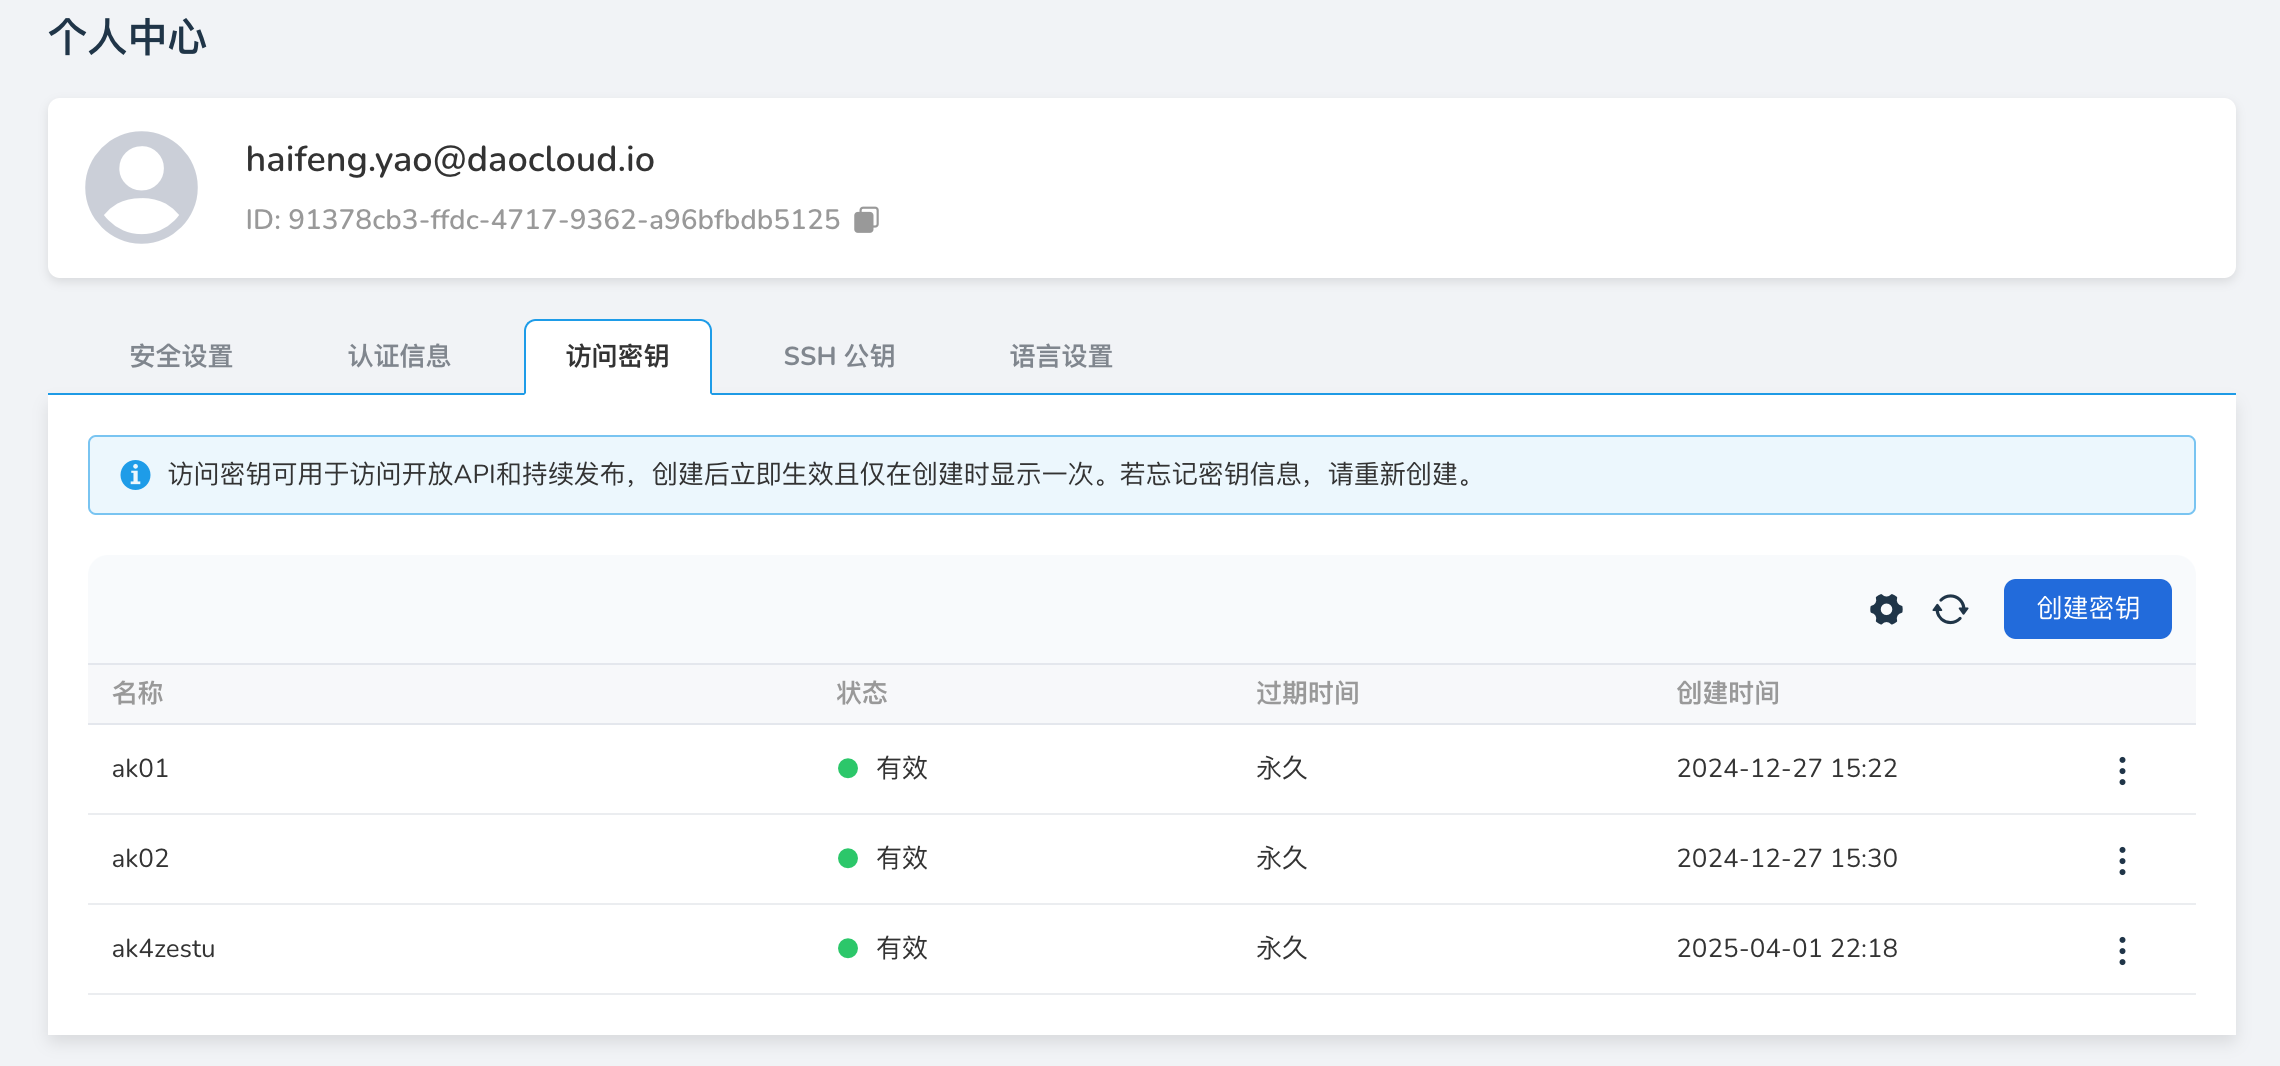 个人中心
haifeng.yao@daocloud.io
ID: 91378cb3-ffdc-4717-9362-a96bfbdb5125
安全设置 认证信息 访问密钥 SSH 公钥 语言设置
访问密钥可用于访问开放API和持续发布，创建后立即生效且仅在创建时显示一次。若忘记密钥信息，请重新创建。
创建密钥
名称 状态 过期时间 创建时间
ak01 有效 永久 2024-12-27 15:22
ak02 有效 永久 2024-12-27 15:30
ak4zestu 有效 永久 2025-04-01 22:18